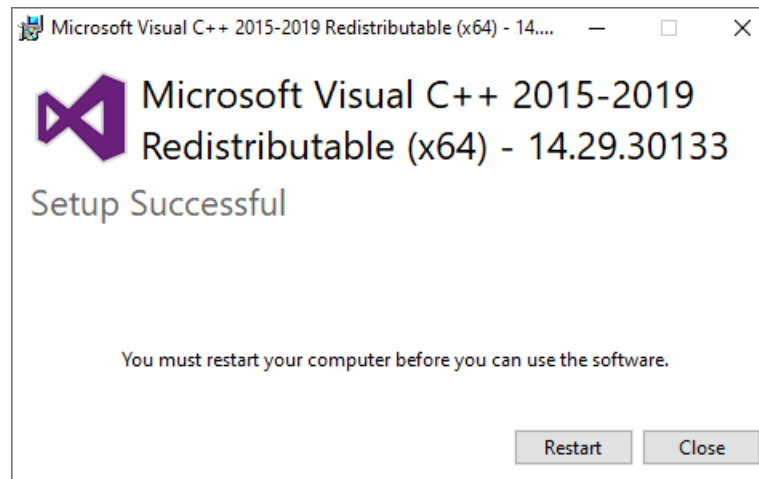 Microsoft Visual C++ 2015-2019 Redistributable (x64) - 14....
Microsoft Visual C++ 2015-2019
Redistributable (x64) - 14.29.30133
Setup Successful
You must restart your computer before you can use the software.
Restart Close